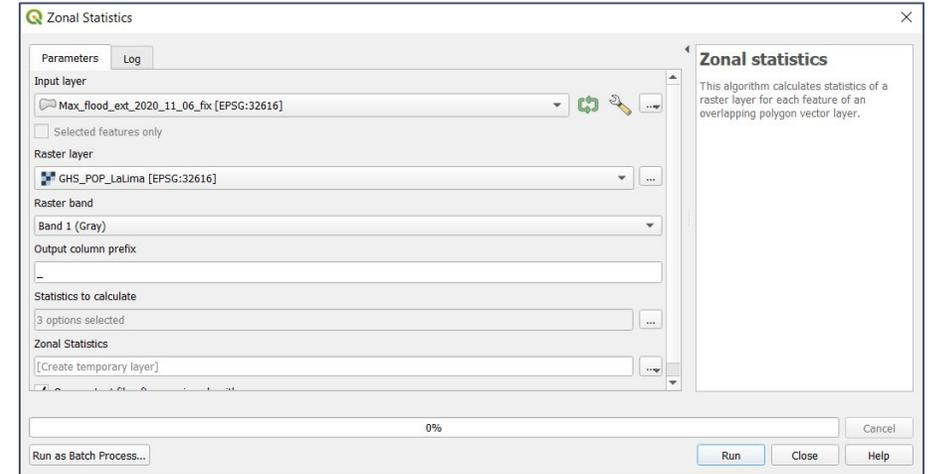 Zonal Statistics
Parameters
Log
Input layer
Max_flood_ext_2020_11_06_fix [EPSG:32616]
...
Selected features only
Raster layer
GHS_POP_LaLima [EPSG:32616]
...
Raster band
Band 1 (Gray)
Output column prefix
_
Statistics to calculate
3 options selected
...
Zonal Statistics
[Create temporary layer]
...
Zonal statistics
This algorithm calculates statistics of a
raster layer for each feature of an
overlapping polygon vector layer.
0%
Cancel
Run as Batch Process...
Run
Close
Help